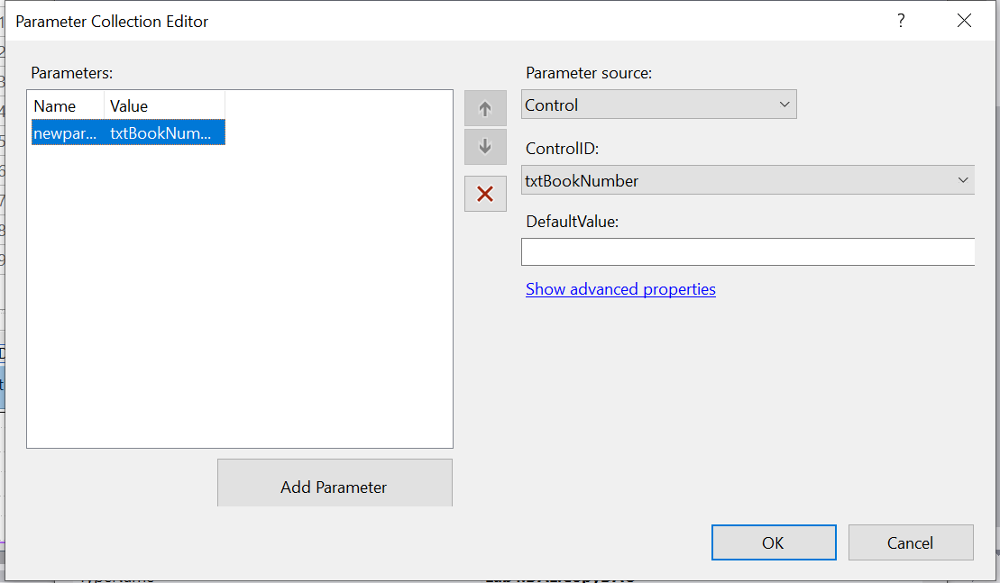 Parameter Collection Editor
?
Parameters:
Parameter source:
Name Value
Control
newpar... txtBookNum...
ControlID:
txtBookNumber
DefaultValue:
Show advanced properties
Add Parameter
OK Cancel